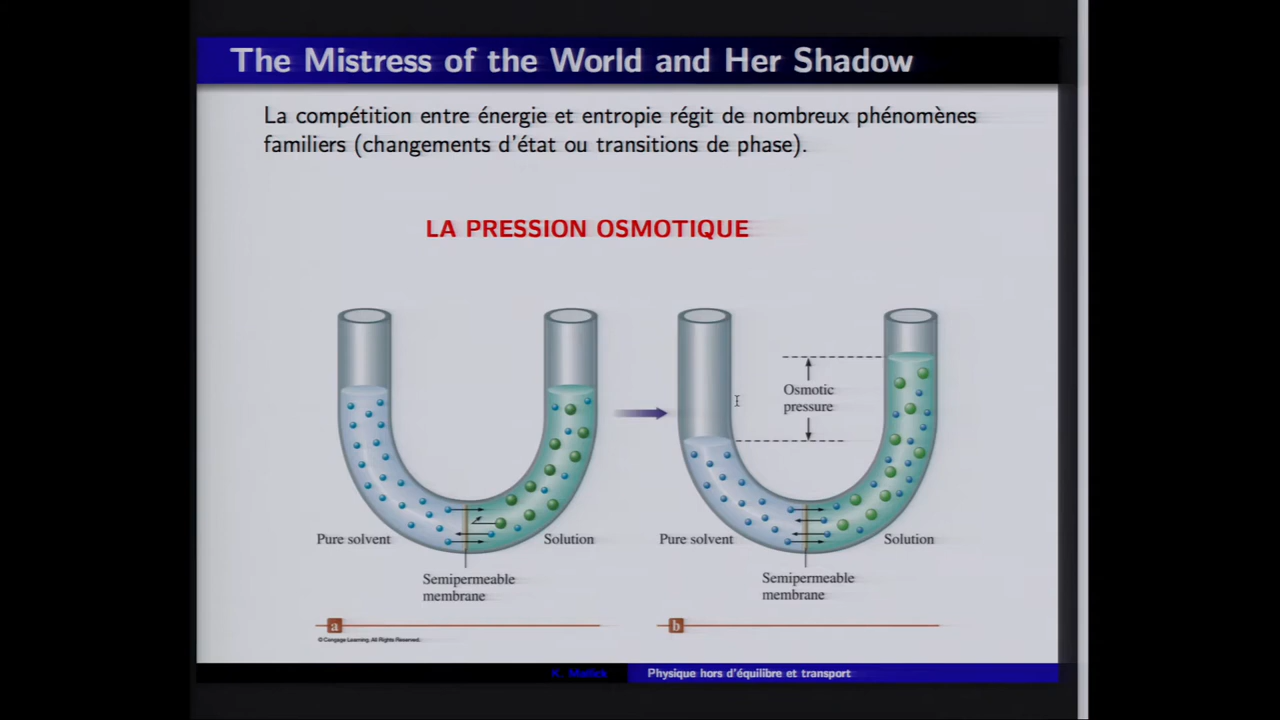 The Mistress of the World and Her Shadow
La compétition entre énergie et entropie régit de nombreux phénomènes
familiers (changements d'état ou transitions de phase).
LA PRESSION OSMOTIQUE
Osmotic
pressure
Pure solvent
Solution
Pure solvent
Solution
Semipermeable
membrane
Semipermeable
membrane
a
b
© Cengage Learning. All Rights Reserved.
Physique hors d'équilibre et transport